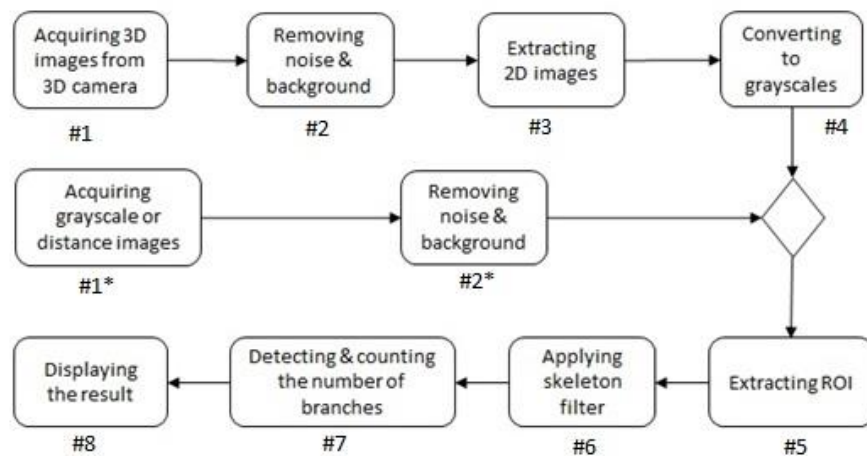 Acquiring 3D
images from
3D camera
#1
Removing
noise &
background
#2
Extracting
2D images
#3
Converting
to
grayscales
#4
Acquiring
grayscale or
distance images
#1*
Removing
noise &
background
#2*
Displaying
the result
#8
Detecting & counting
the number of
branches
#7
Applying
skeleton
filter
#6
Extracting ROI
#5